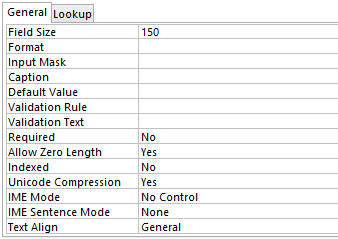 General Lookup
Field Size 150
Format
Input Mask
Caption
Default Value
Validation Rule
Validation Text
Required No
Allow Zero Length Yes
Indexed No
Unicode Compression Yes
IME Mode No Control
IME Sentence Mode None
Text Align General